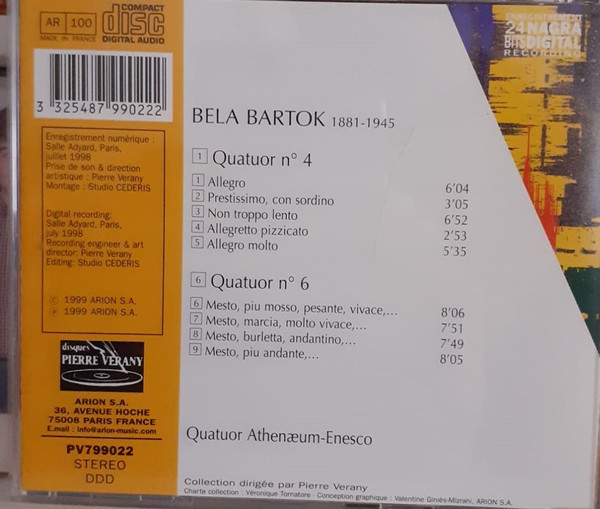 AR 100
MADE IN FRANCE
COMPACT
disc
DIGITAL AUDIO
ENREGISTREMENT
24 NAGRA
BITS DIGITAL
RECORDING
3 325487 990222
Enregistrement numérique :
Salle Adyard, Paris,
juillet 1998
Prise de son & direction
artistique : Pierre Verany
Montage : Studio CEDERIS
Digital recording:
Salle Adyard, Paris,
july 1998
Recording engineer & art
director: Pierre Verany
Editing: Studio CEDERIS
© 1999 ARION S.A.
℗ 1999 ARION S.A.
disques
PIERRE VERANY
ARION S.A.
36, AVENUE HOCHE
75008 PARIS FRANCE
E.mail : info@arion-music.com
PV799022
STEREO
DDD
BELA BARTOK 1881-1945
1 Quatuor n° 4
1 Allegro 6'04
2 Prestissimo, con sordino 3'05
3 Non troppo lento 6'52
4 Allegretto pizzicato 2'53
5 Allegro molto 5'35
6 Quatuor n° 6
6 Mesto, piu mosso, pesante, vivace,... 8'06
7 Mesto, marcia, molto vivace,... 7'51
8 Mesto, burletta, andantino,... 7'49
9 Mesto, piu andante,... 8'05
Quatuor Athenæum-Enesco
Collection dirigée par Pierre Verany
Charte collection : Véronique Tornatore - Conception graphique : Valentine Giniès-Mizrahi, ARION S.A.